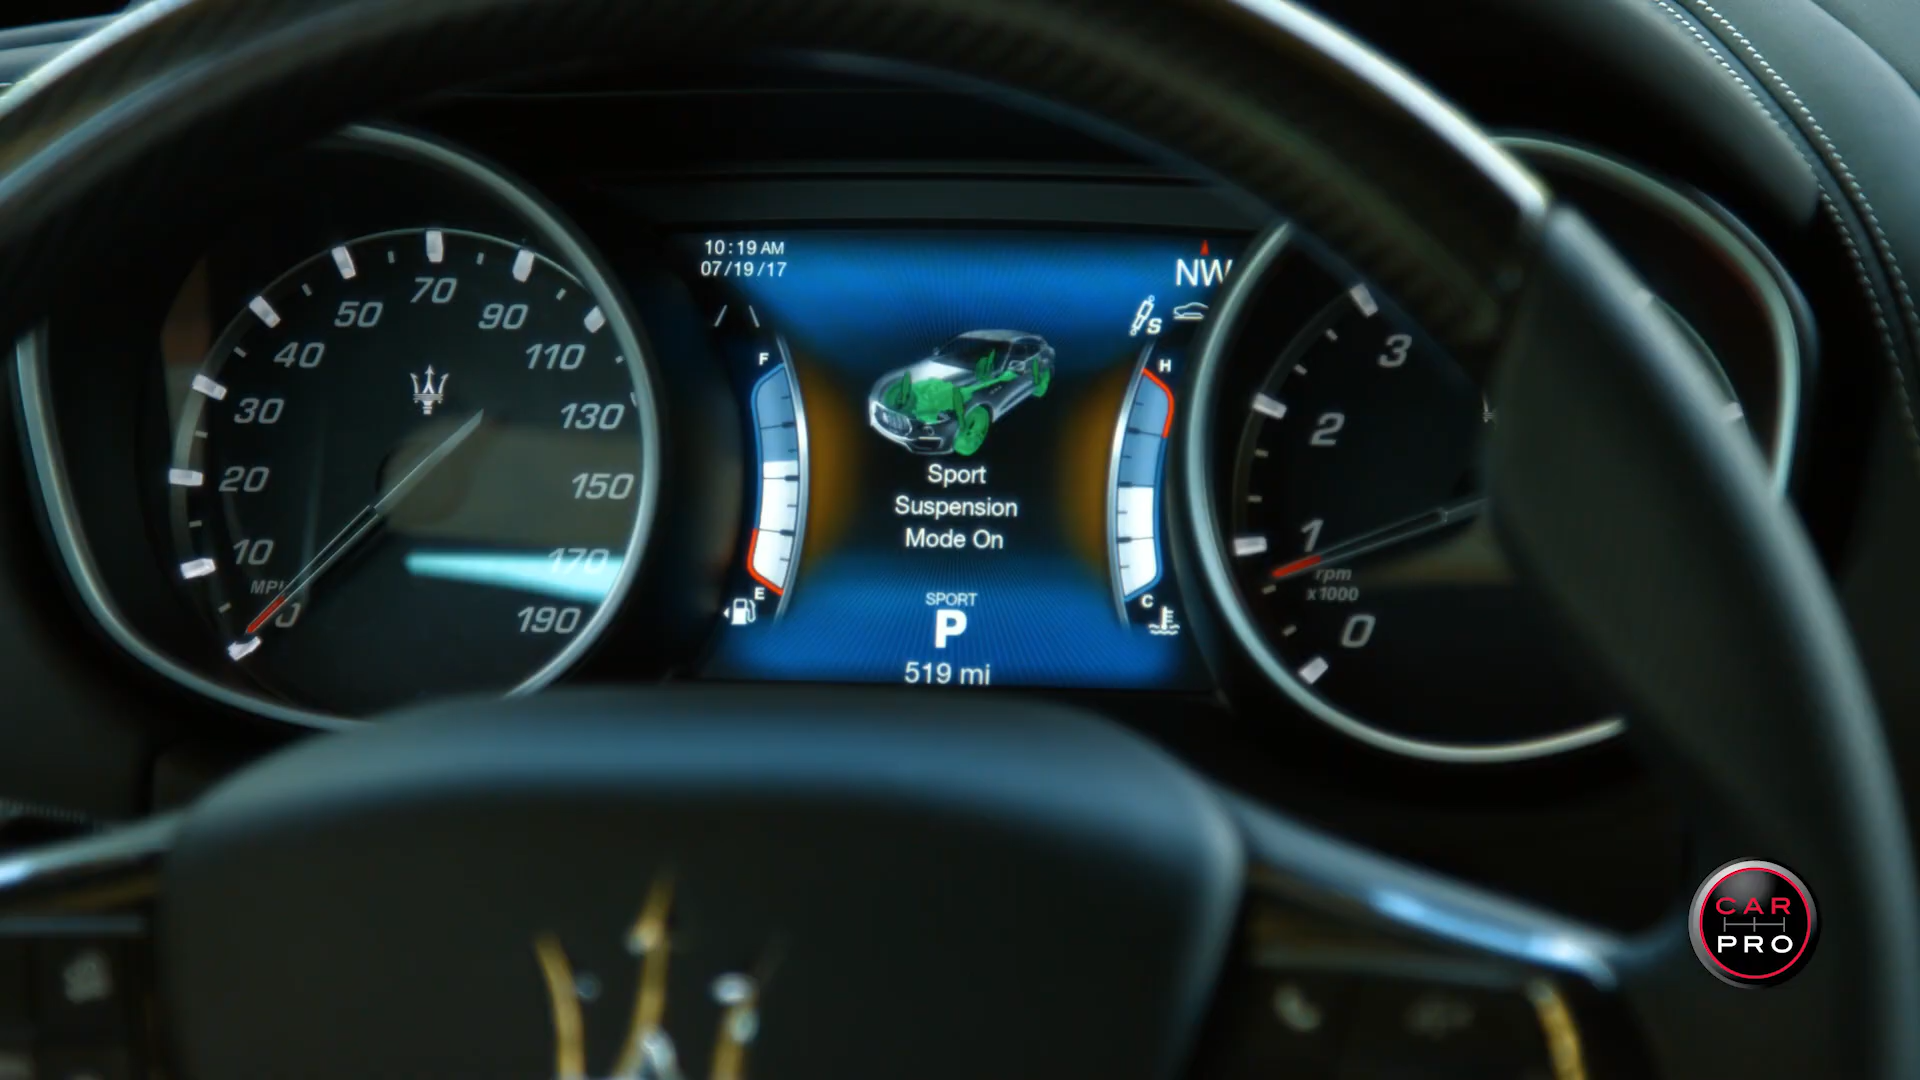 10:19 AM
07/19/17
NW
S
F
H
E
C
Sport
Suspension
Mode On
SPORT
P
519 mi
0
10
20
30
40
50
70
90
110
130
150
170
190
MPH
0
1
2
3
rpm
x1000
CAR
PRO